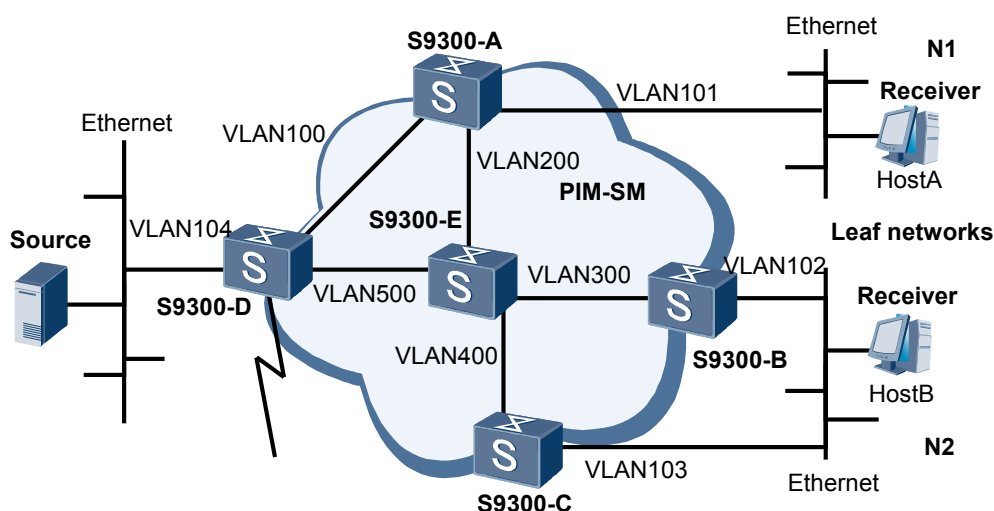 Ethernet
S9300-A
N1
VLAN101
Receiver
Ethernet
VLAN100
VLAN200
HostA
PIM-SM
S9300-E
VLAN104
Source
Leaf networks
VLAN300
VLAN102
VLAN500
Receiver
S9300-D
VLAN400
S9300-B
HostB
N2
S
S
S
S
S
VLAN103
Ethernet
S9300-C